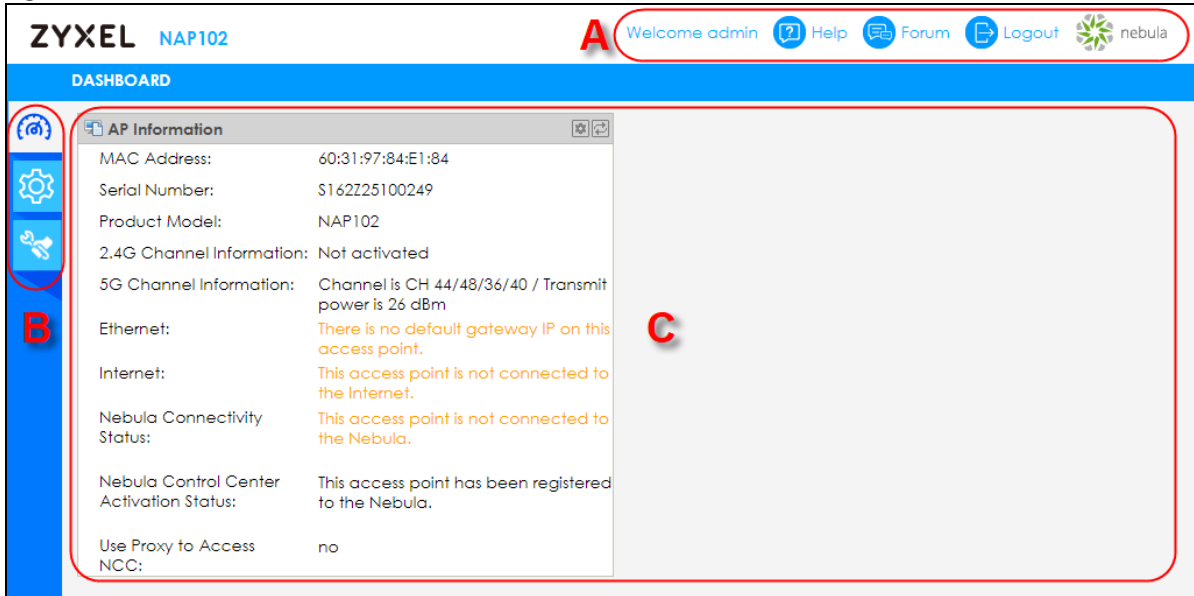 ZYXEL NAP102
A
Welcome admin Help Forum Logout nebula
DASHBOARD
AP Information
MAC Address: 60:31:97:84:E1:84
Serial Number: S162Z25100249
Product Model: NAP102
2.4G Channel Information: Not activated
5G Channel Information: Channel is CH 44/48/36/40 / Transmit
power is 26 dBm
Ethernet: There is no default gateway IP on this
access point.
Internet: This access point is not connected to
the Internet.
Nebula Connectivity
Status:
This access point is not connected to
the Nebula.
Nebula Control Center
Activation Status:
This access point has been registered
to the Nebula.
Use Proxy to Access
NCC:
no
B
C